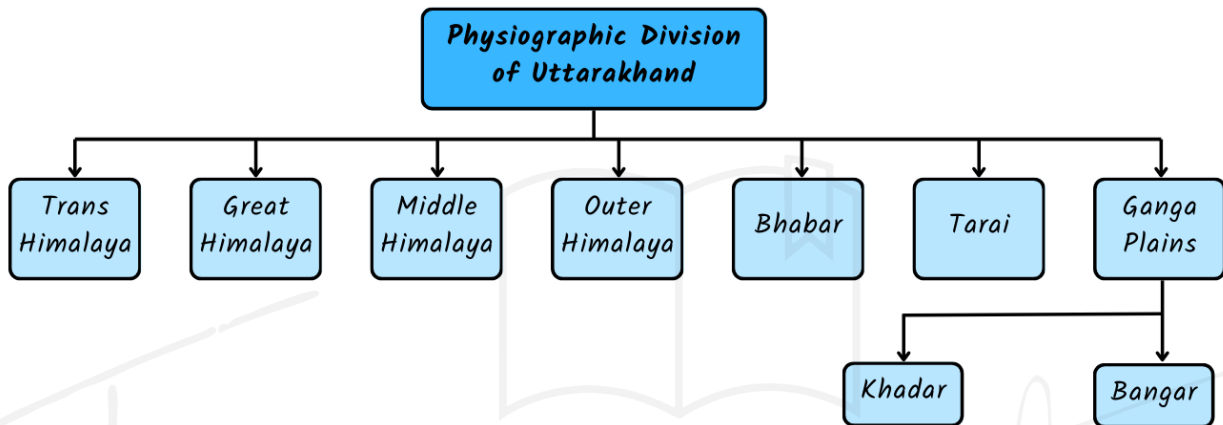 Physiographic Division
of Uttarakhand
Trans
Himalaya
Great
Himalaya
Middle
Himalaya
Outer
Himalaya
Bhabar
Tarai
Ganga
Plains
Khadar
Bangar